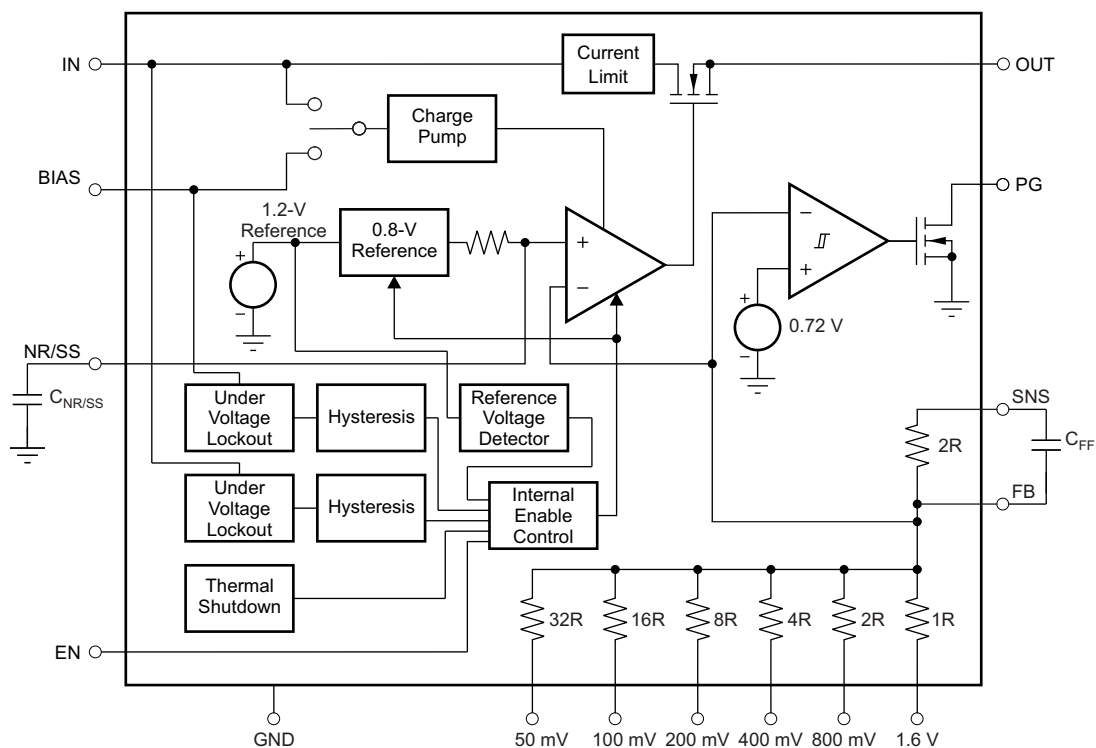 IN
Current
Limit
OUT
Charge
Pump
BIAS
PG
1.2-V
Reference
0.8-V
Reference
+
−
+
−
−
+
+
−
0.72 V
NR/SS
CNR/SS
Under
Voltage
Lockout
Hysteresis
Reference
Voltage
Detector
SNS
2R
CFF
FB
Under
Voltage
Lockout
Hysteresis
Internal
Enable
Control
Thermal
Shutdown
32R
16R
8R
4R
2R
1R
EN
GND
50 mV
100 mV
200 mV
400 mV
800 mV
1.6 V